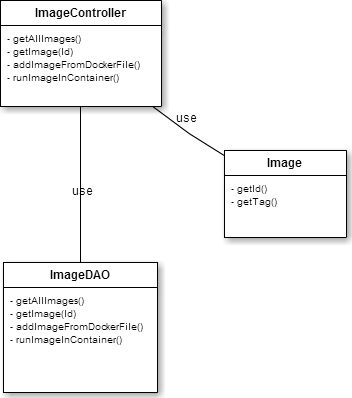 ImageController
- getAllImages()
- getImage(Id)
- addImageFromDockerFile()
- runImageInContainer()
use
Image
- getId()
- getTag()
use
ImageDAO
- getAllImages()
- getImage(Id)
- addImageFromDockerFile()
- runImageInContainer()